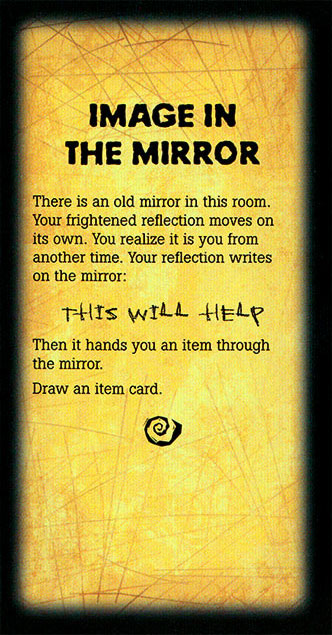 IMAGE IN
THE MIRROR
There is an old mirror in this room.
Your frightened reflection moves on
its own. You realize it is you from
another time. Your reflection writes
on the mirror:
THIS WILL HELP
Then it hands you an item through
the mirror.
Draw an item card.